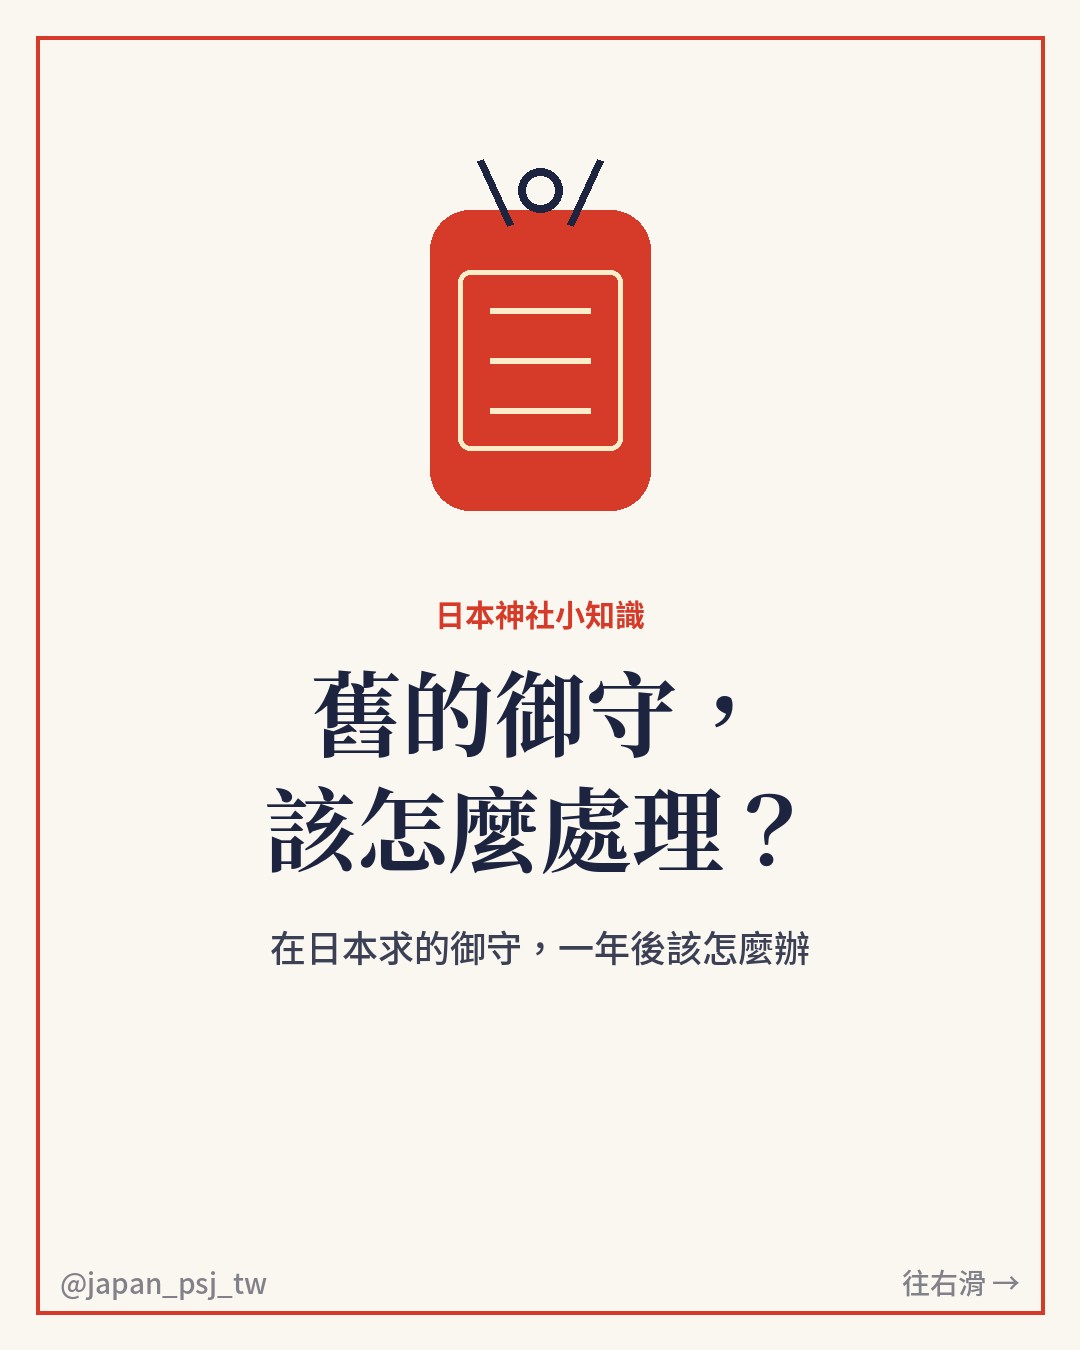 日本神社小知識
舊的御守，
該怎麼處理？
在日本求的御守，一年後該怎麼辦
@japan_psj_tw
往右滑 →